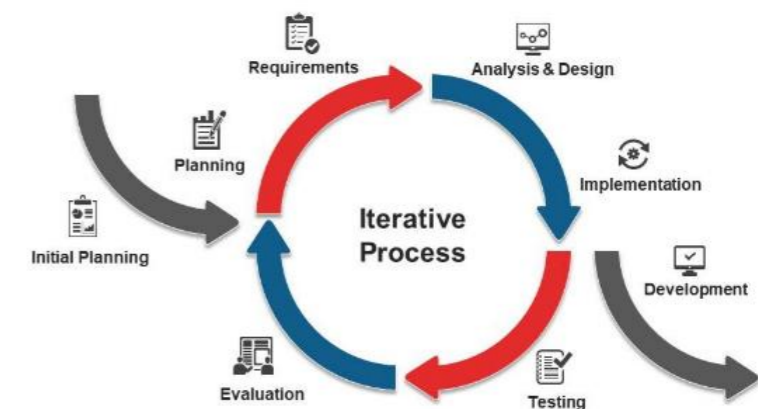 Requirements
Analysis & Design
Planning
Implementation
Iterative
Process
Initial Planning
Development
Evaluation
Testing